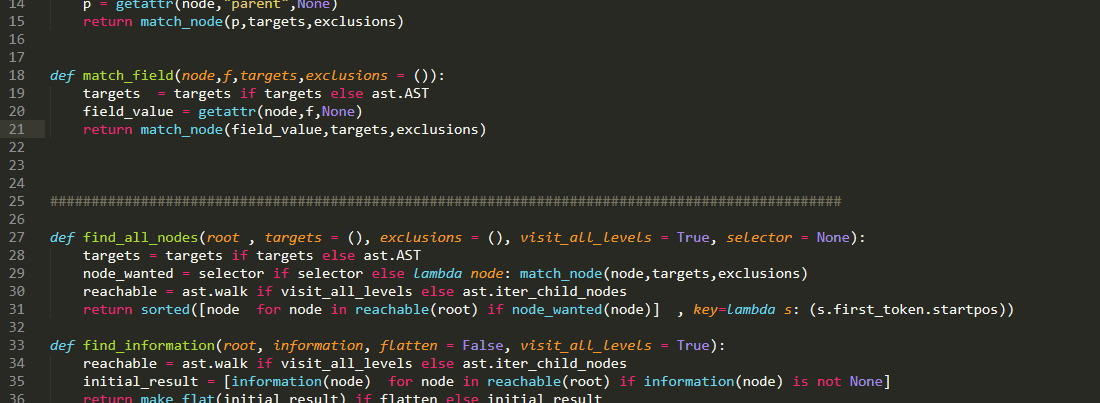 14 p = getattr(node,"parent",None)
15 return match_node(p,targets,exclusions)
16
17
18 def match_field(node,f,targets,exclusions = ()):
19 targets  = targets if targets else ast.AST
20 field_value = getattr(node,f,None)
21 return match_node(field_value,targets,exclusions)
22
23
24
25 ################################################################################################
26
27 def find_all_nodes(root , targets = (), exclusions = (), visit_all_levels = True, selector = None):
28 targets = targets if targets else ast.AST
29 node_wanted = selector if selector else lambda node: match_node(node,targets,exclusions)
30 reachable = ast.walk if visit_all_levels else ast.iter_child_nodes
31 return sorted([node  for node in reachable(root) if node_wanted(node)]  , key=lambda s: (s.first_token.startpos))
32
33 def find_information(root, information, flatten = False, visit_all_levels = True):
34 reachable = ast.walk if visit_all_levels else ast.iter_child_nodes
35 initial_result = [information(node)  for node in reachable(root) if information(node) is not None]
36 return make_flat(initial_result) if flatten else initial_result